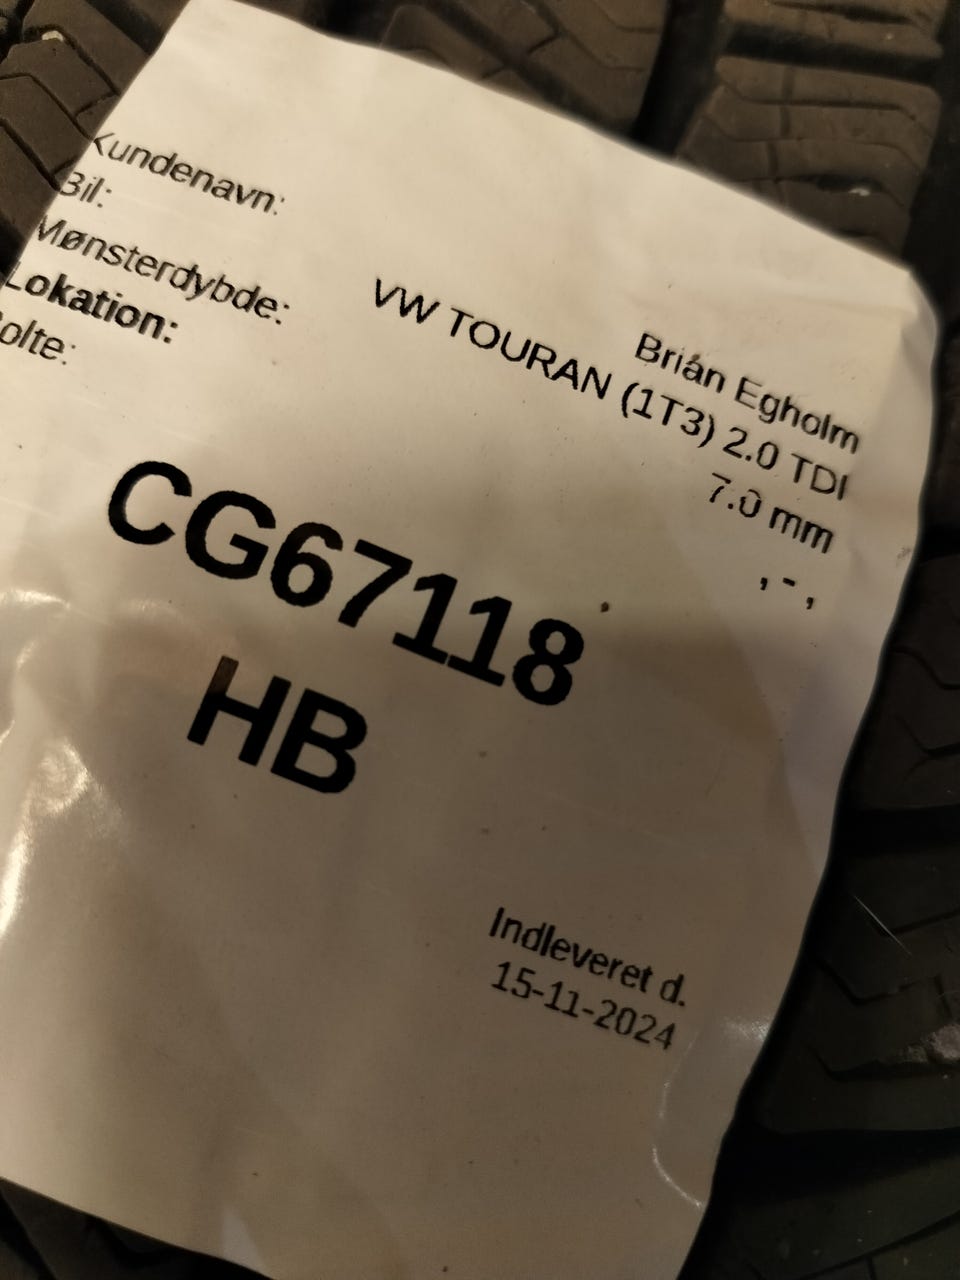 Kundenavn: Brian Egholm
Bil: VW TOURAN (1T3) 2.0 TDI
Mønsterdybde: 7.0 mm
Lokation: , - ,
Bolte:
CG67118
HB
Indleveret d.
15-11-2024